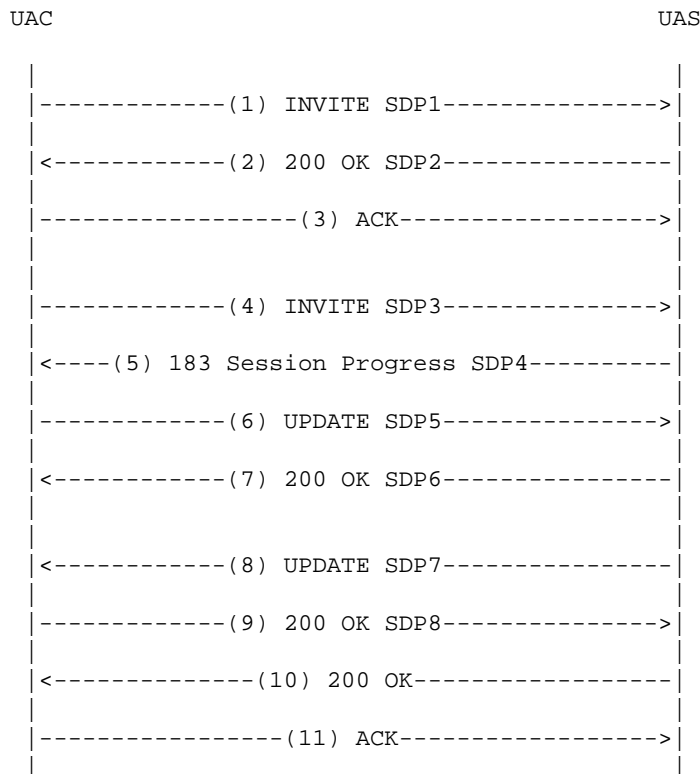 UAC UAS
|-------------(1) INVITE SDP1--------------->|
|<------------(2) 200 OK SDP2----------------|
|------------------(3) ACK------------------>|
|-------------(4) INVITE SDP3--------------->|
|<----(5) 183 Session Progress SDP4----------|
|-------------(6) UPDATE SDP5--------------->|
|<------------(7) 200 OK SDP6----------------|
|<------------(8) UPDATE SDP7----------------|
|-------------(9) 200 OK SDP8--------------->|
|<--------------(10) 200 OK------------------|
|-----------------(11) ACK------------------>|